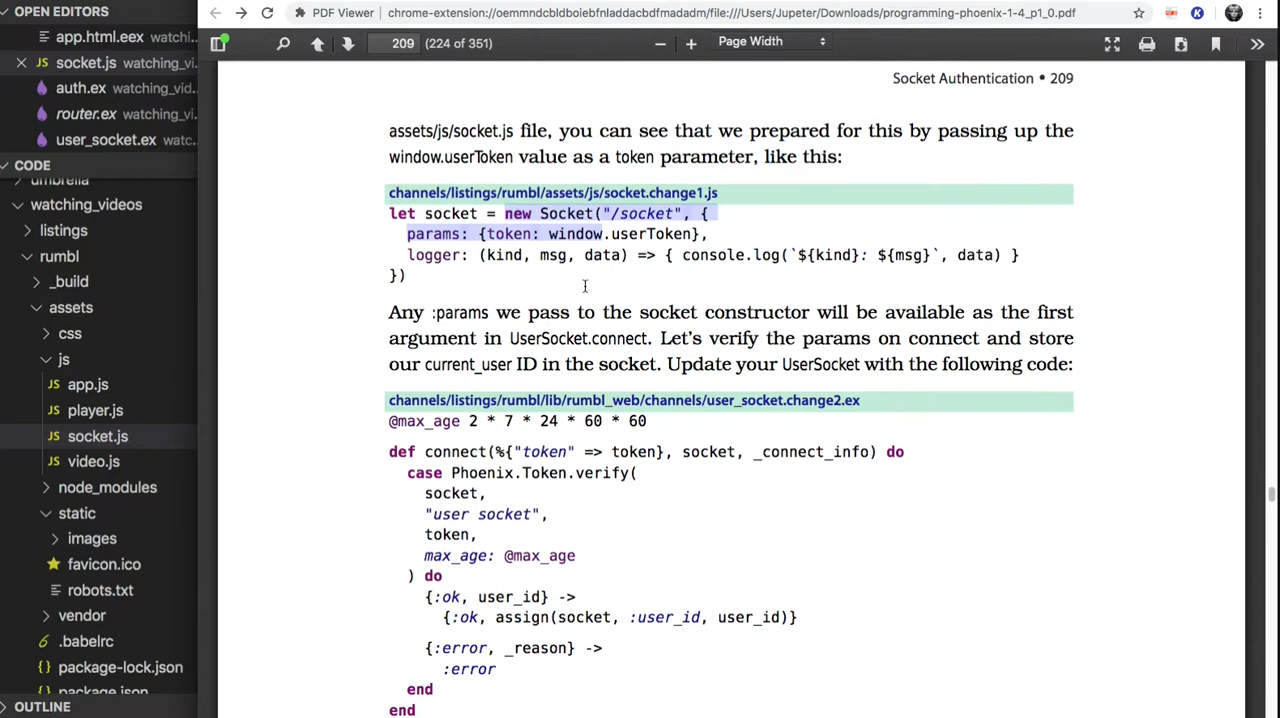 OPEN EDITORS
app.html.eex watchi...
JS socket.js watching_vi...
auth.ex watching_vid...
router.ex watching_v...
user_socket.ex watc...
CODE
umbrella
watching_videos
listings
rumbl
_build
assets
css
js
JS app.js
JS player.js
JS socket.js
JS video.js
node_modules
static
images
favicon.ico
robots.txt
vendor
.babelrc
{} package-lock.json
{} package.json
OUTLINE
PDF Viewer chrome-extension://oemmndcbldboiebfnladdacbdfmadadm/file:///Users/Jupeter/Downloads/programming-phoenix-1-4_p1_0.pdf
209 (224 of 351) Page Width
Socket Authentication • 209
assets/js/socket.js file, you can see that we prepared for this by passing up the
window.userToken value as a token parameter, like this:
channels/listings/rumbl/assets/js/socket.change1.js
let socket = new Socket("/socket", {
params: {token: window.userToken},
logger: (kind, msg, data) => { console.log(`${kind}: ${msg}`, data) }
})
Any :params we pass to the socket constructor will be available as the first
argument in UserSocket.connect. Let's verify the params on connect and store
our current_user ID in the socket. Update your UserSocket with the following code:
channels/listings/rumbl/lib/rumbl_web/channels/user_socket.change2.ex
@max_age 2 * 7 * 24 * 60 * 60
def connect(%{"token" => token}, socket, _connect_info) do
case Phoenix.Token.verify(
socket,
"user socket",
token,
max_age: @max_age
) do
{:ok, user_id} ->
{:ok, assign(socket, :user_id, user_id)}
{:error, _reason} ->
:error
end
end